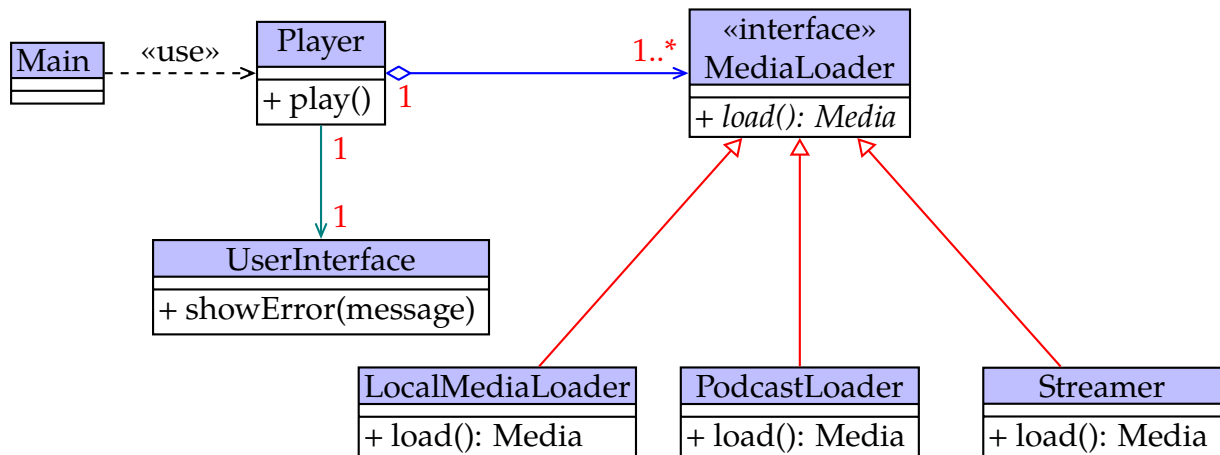 Main
«use»
Player
+ play()
1
1..*
«interface»
MediaLoader
+ load(): Media
1
1
UserInterface
+ showError(message)
LocalMediaLoader
+ load(): Media
PodcastLoader
+ load(): Media
Streamer
+ load(): Media